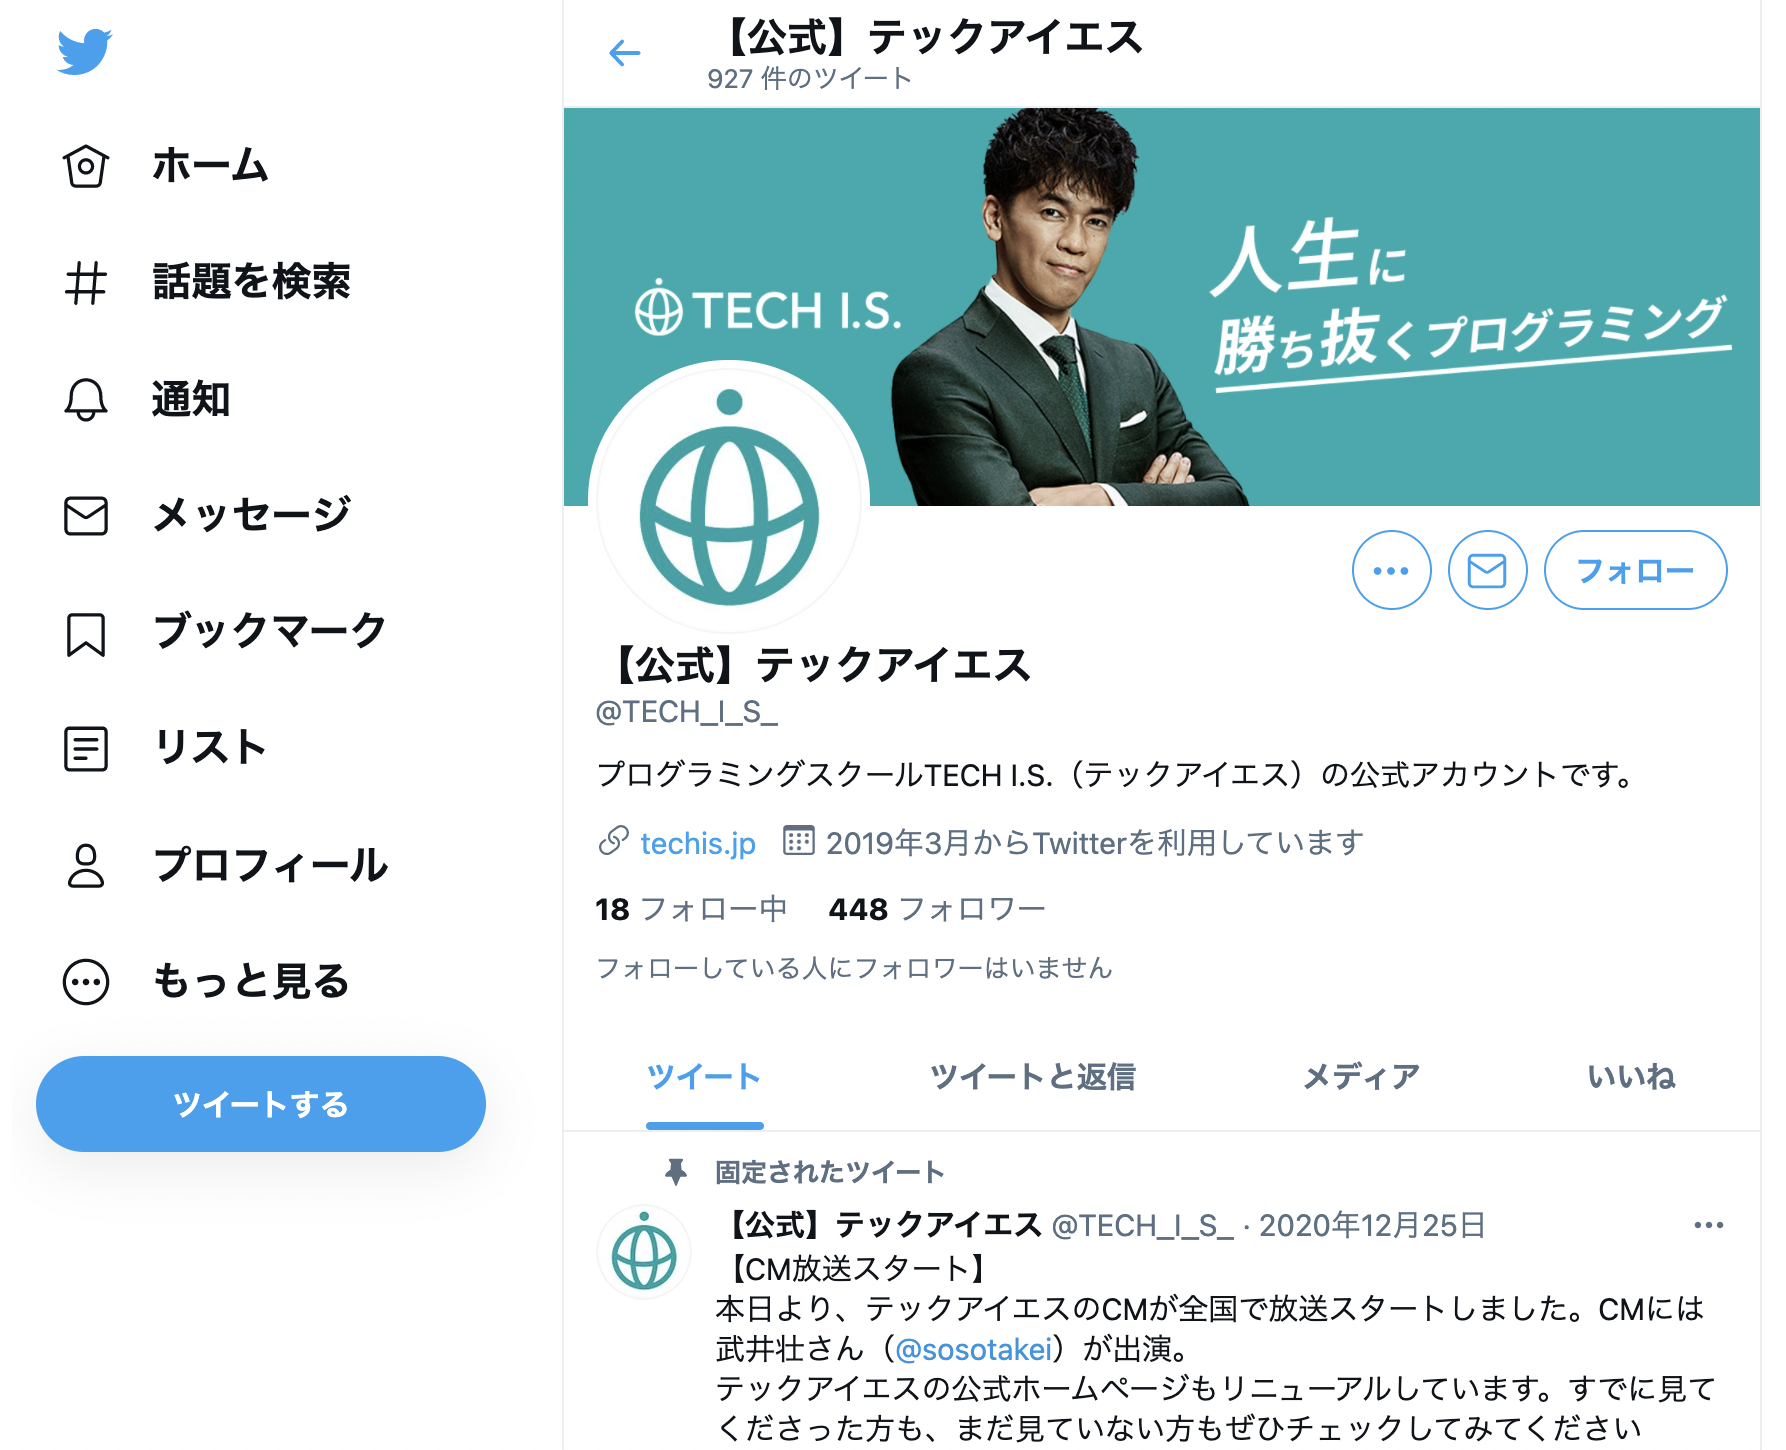 ホーム
話題を検索
通知
メッセージ
ブックマーク
リスト
プロフィール
もっと見る
ツイートする
【公式】テックアイエス
927 件のツイート
TECH I.S.
人生に
勝ち抜くプログラミング
フォロー
【公式】テックアイエス
@TECH_I_S_
プログラミングスクールTECH I.S.（テックアイエス）の公式アカウントです。
techis.jp 2019年3月からTwitterを利用しています
18 フォロー中 448 フォロワー
フォローしている人にフォロワーはいません
ツイート ツイートと返信 メディア いいね
固定されたツイート
【公式】テックアイエス @TECH_I_S_ · 2020年12月25日
【CM放送スタート】
本日より、テックアイエスのCMが全国で放送スタートしました。CMには
武井壮さん（@sosotakei）が出演。
テックアイエスの公式ホームページもリニューアルしています。すでに見て
くださった方も、まだ見ていない方もぜひチェックしてみてください